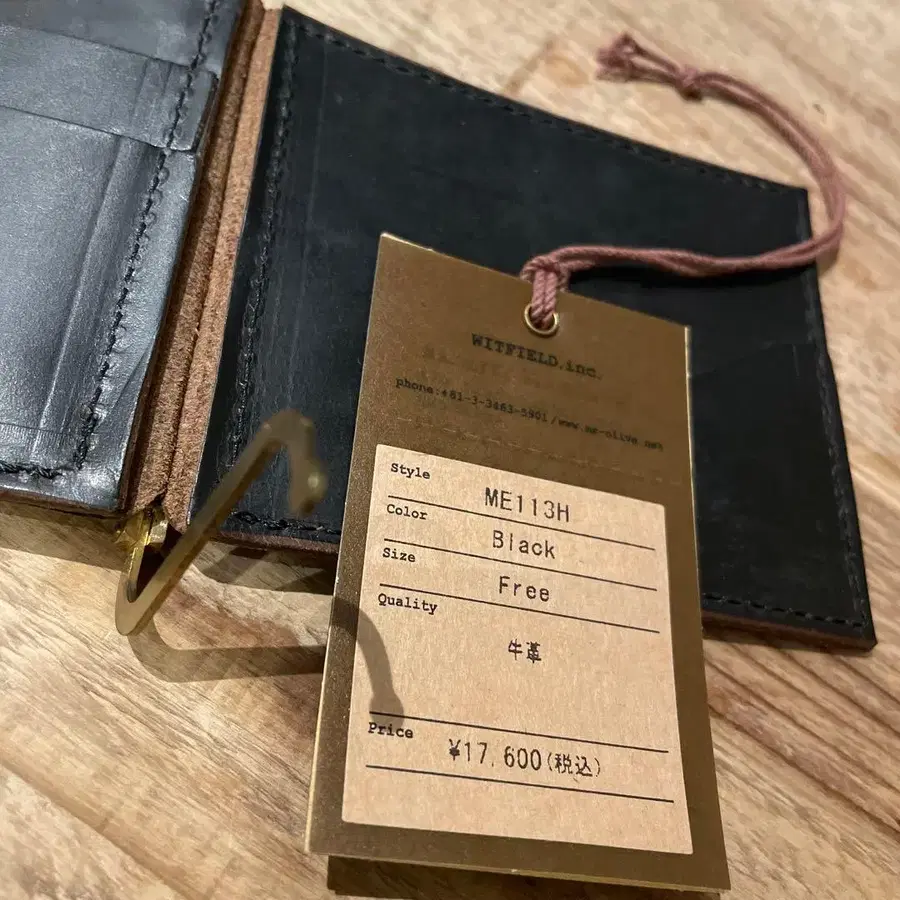 WITFIELD.inc.
phone:+81-3-3463-5901/www.mr-olive.net
Style
ME113H
Color
Black
Size
Free
Quality
牛革
Price
¥17,600(税込)